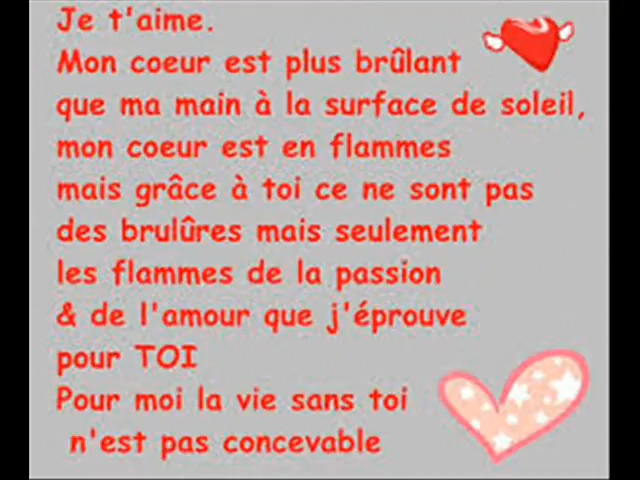 Je t'aime.
Mon coeur est plus brûlant
que ma main à la surface de soleil,
mon coeur est en flammes
mais grâce à toi ce ne sont pas
des brulûres mais seulement
les flammes de la passion
& de l'amour que j'éprouve
pour TOI
Pour moi la vie sans toi
n'est pas concevable